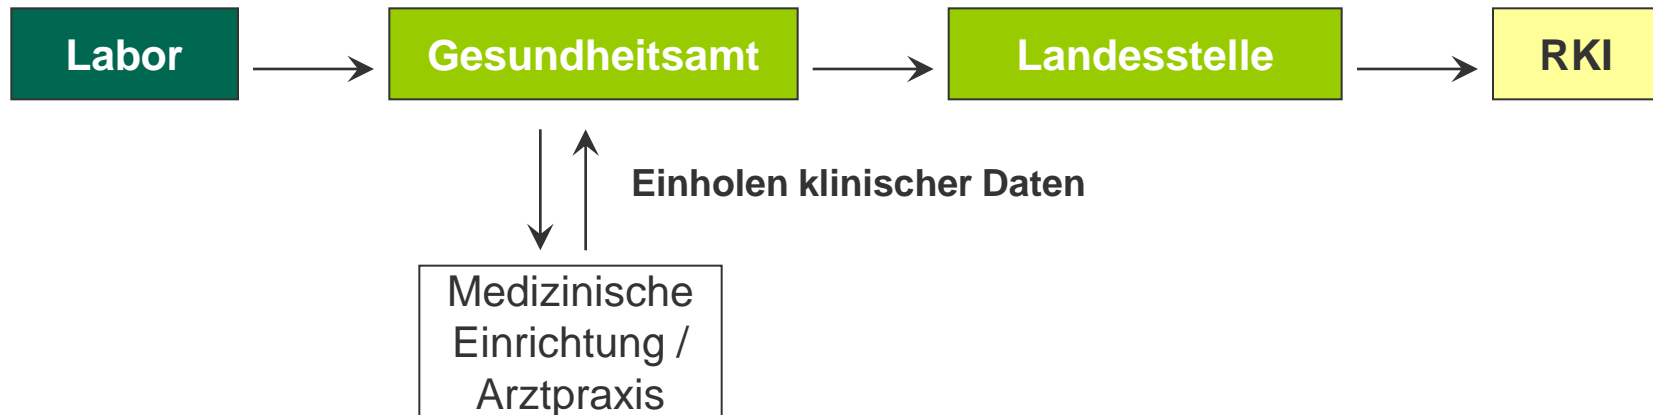 Labor
Gesundheitsamt
Landesstelle
RKI
Einholen klinischer Daten
Medizinische
Einrichtung /
Arztpraxis